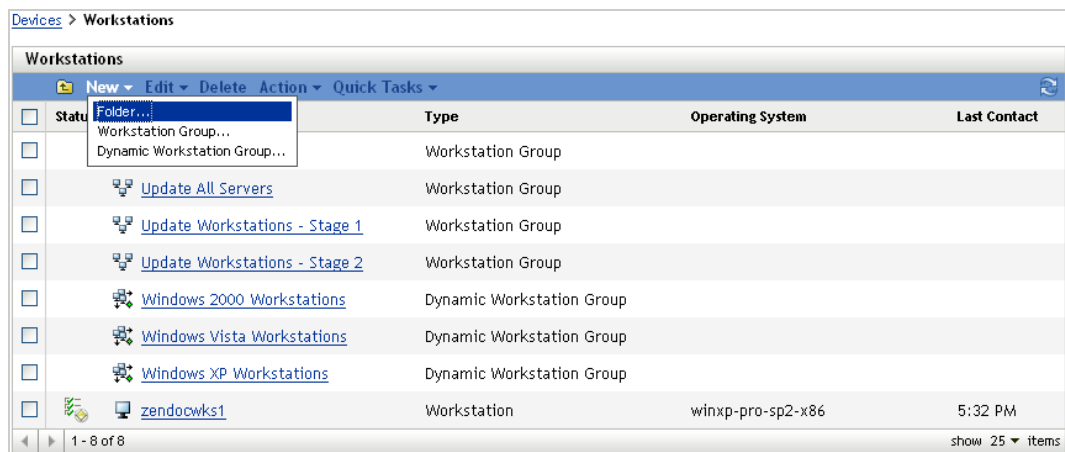 Devices > Workstations
Workstations
New Edit Delete Action Quick Tasks
Folder...
Workstation Group...
Dynamic Workstation Group...
Statu Type Operating System Last Contact
Workstation Group
Update All Servers Workstation Group
Update Workstations - Stage 1 Workstation Group
Update Workstations - Stage 2 Workstation Group
Windows 2000 Workstations Dynamic Workstation Group
Windows Vista Workstations Dynamic Workstation Group
Windows XP Workstations Dynamic Workstation Group
zendocwks1 Workstation winxp-pro-sp2-x86 5:32 PM
1 - 8 of 8 show 25 items